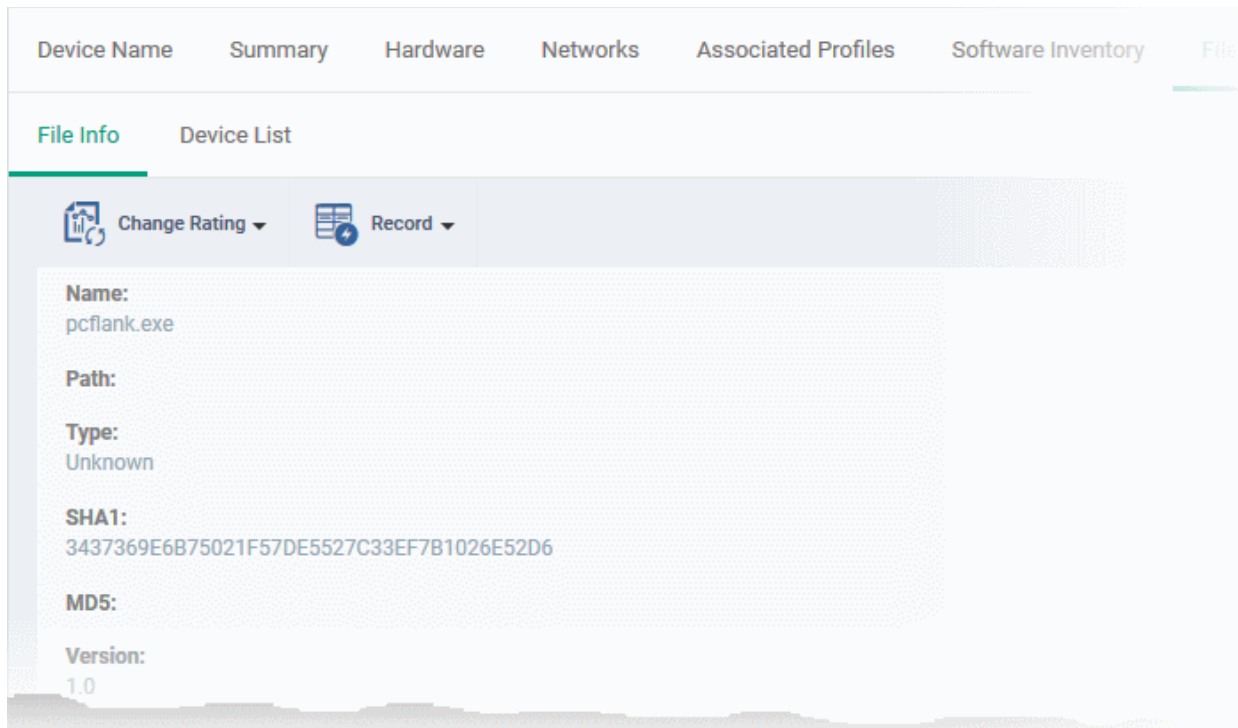 Device Name Summary Hardware Networks Associated Profiles Software Inventory File
File Info Device List
Change Rating Record
Name:
pcflank.exe
Path:
Type:
Unknown
SHA1:
3437369E6B75021F57DE5527C33EF7B1026E52D6
MD5:
Version:
1.0